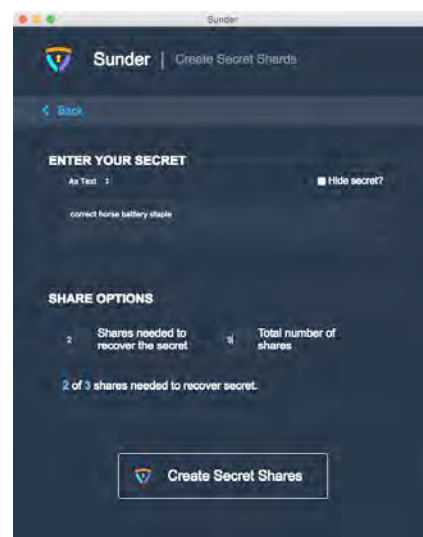 Sunder
Sunder | Create Secret Shards
Back
ENTER YOUR SECRET
As Text
Hide secret?
correct horse battery staple
SHARE OPTIONS
2
Shares needed to
recover the secret
3
Total number of
shares
2 of 3 shares needed to recover secret.
Create Secret Shares